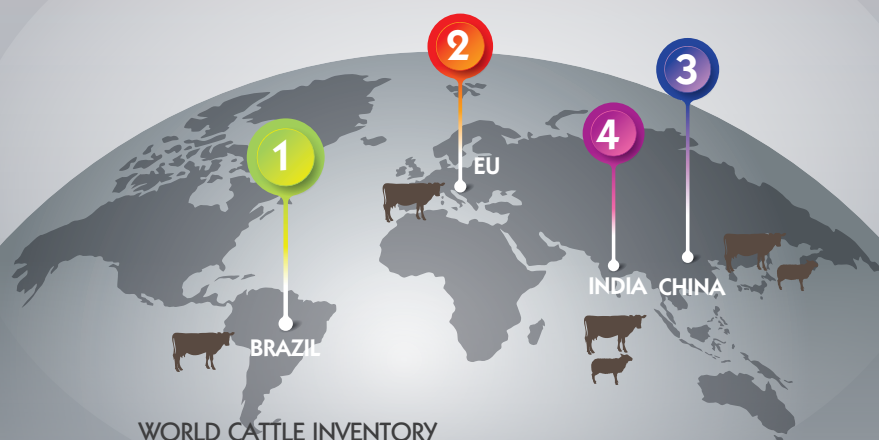 1
2
3
4
EU
INDIA
CHINA
BRAZIL
WORLD CATTLE INVENTORY